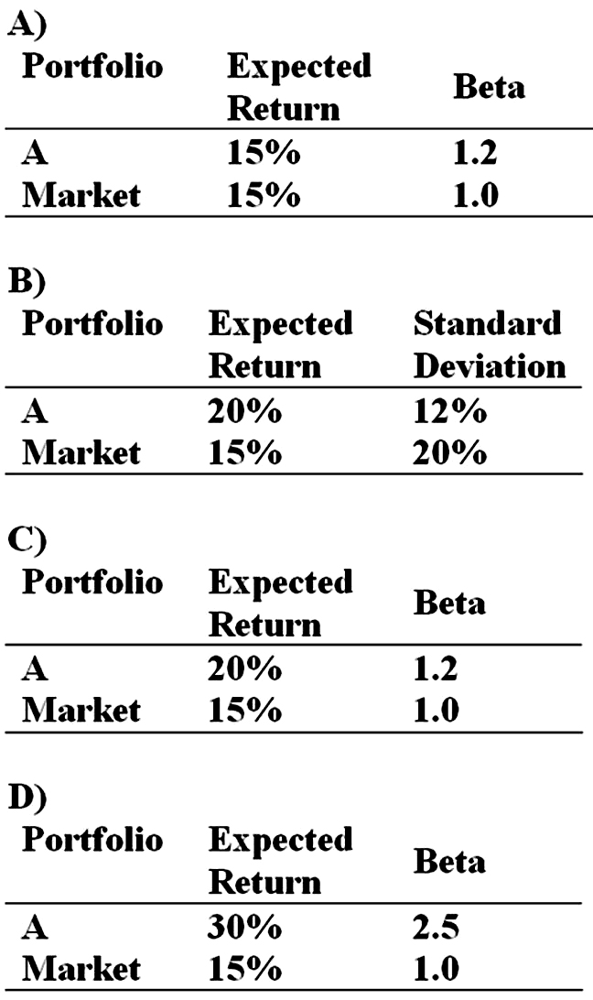 A)
Portfolio Expected Return Beta
A 15% 1.2
Market 15% 1.0
B)
Portfolio Expected Return Standard Deviation
A 20% 12%
Market 15% 20%
C)
Portfolio Expected Return Beta
A 20% 1.2
Market 15% 1.0
D)
Portfolio Expected Return Beta
A 30% 2.5
Market 15% 1.0